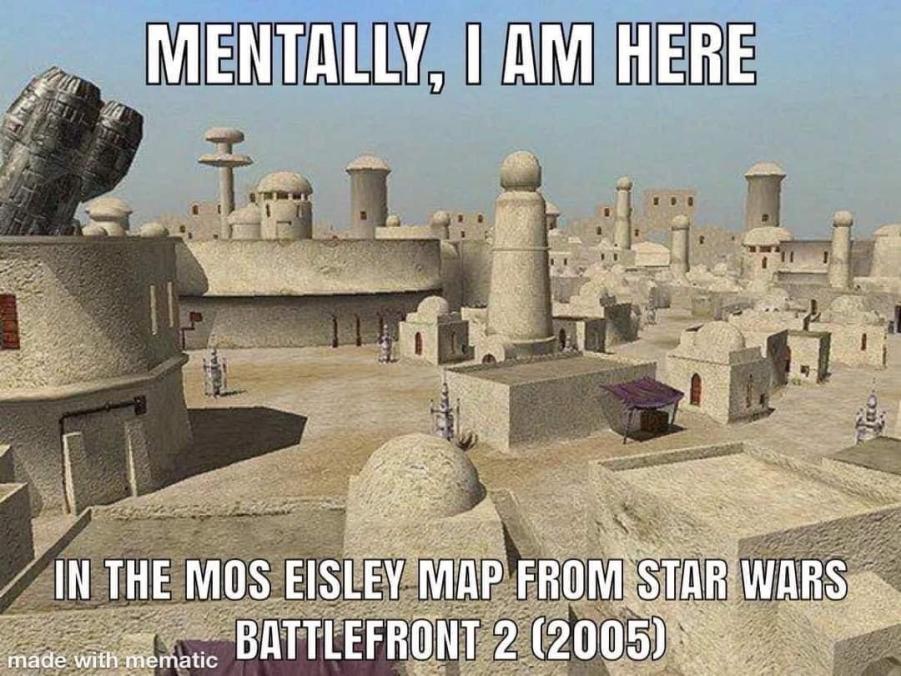 MENTALLY, I AM HERE
IN THE MOS EISLEY MAP FROM STAR WARS
BATTLEFRONT 2 (2005)
made with mematic